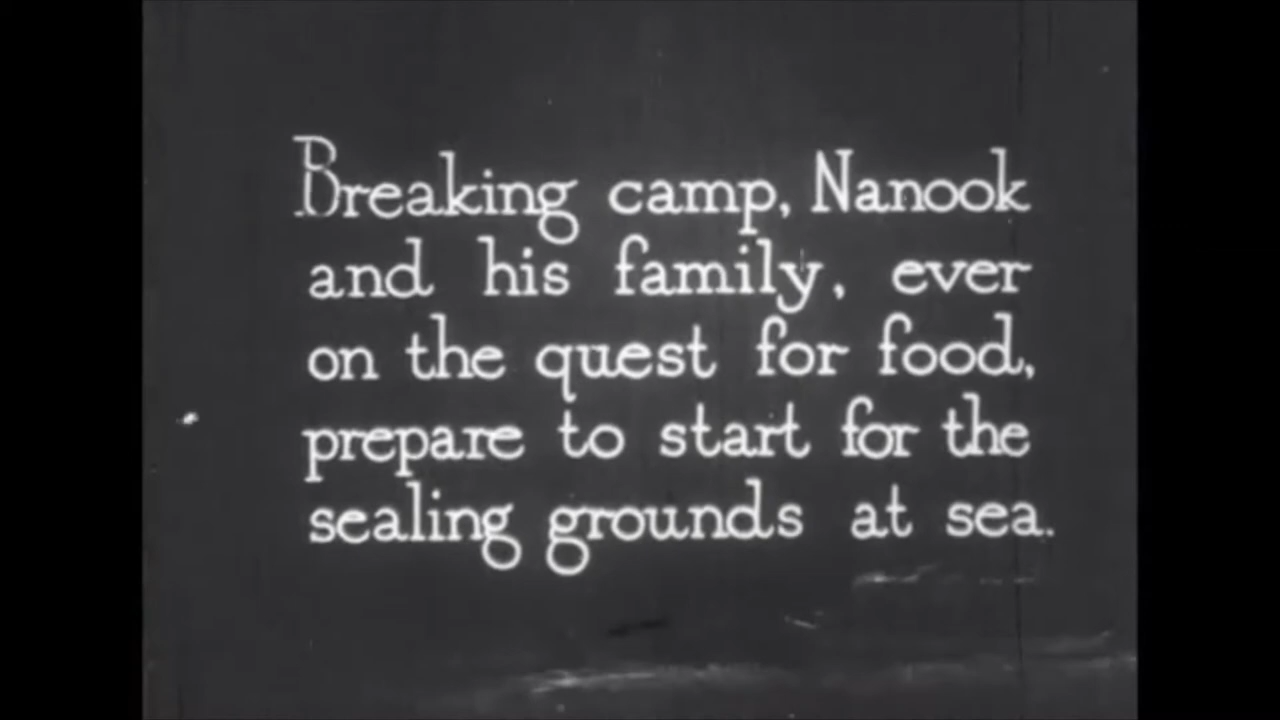 Breaking camp, Nanook
and his family, ever
on the quest for food,
prepare to start for the
sealing grounds at sea.